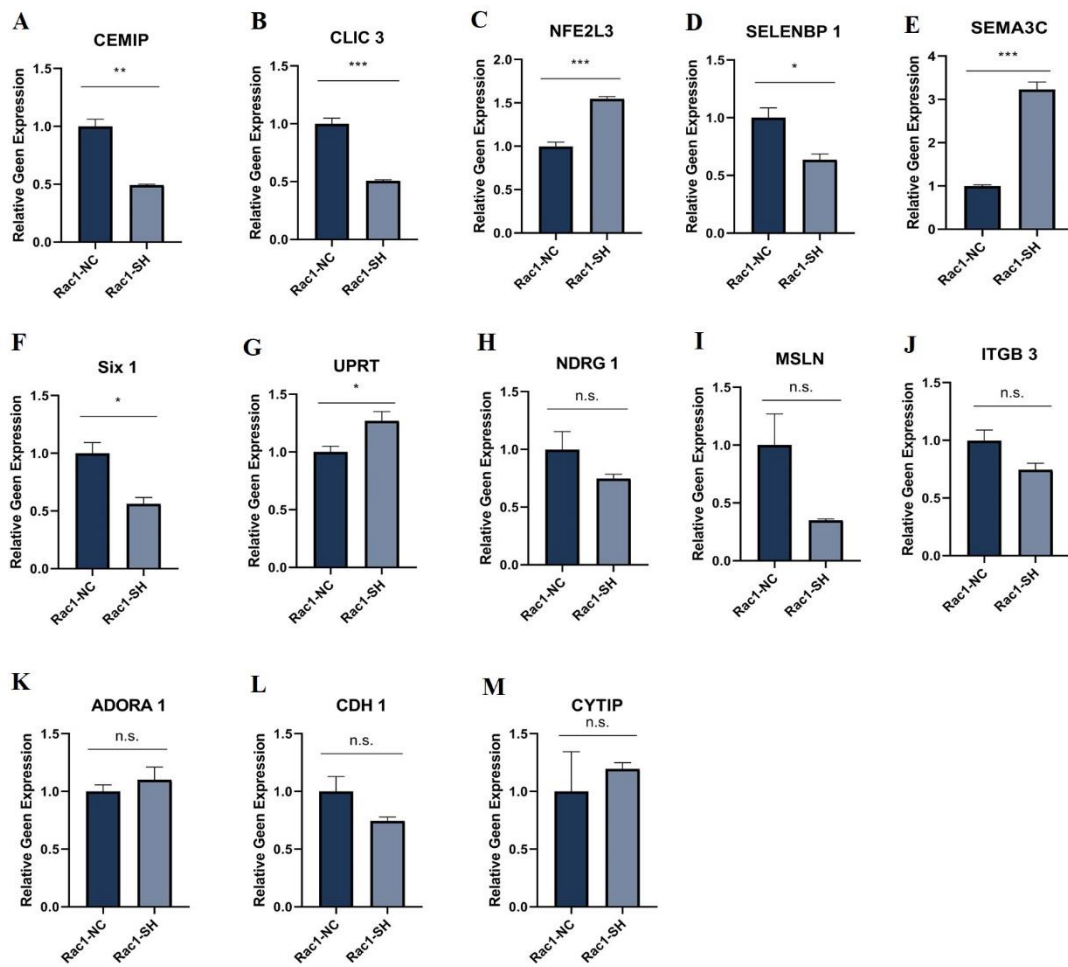 A
CEMIP
Relative Geen Expression
1.5
1.0
0.5
0.0
**
Rac1-NC
Rac1-SH
B
CLIC 3
Relative Geen Expression
1.5
1.0
0.5
0.0
***
Rac1-NC
Rac1-SH
C
NFE2L3
Relative Geen Expression
2.0
1.5
1.0
0.5
0.0
***
Rac1-NC
Rac1-SH
D
SELENBP 1
Relative Geen Expression
1.5
1.0
0.5
0.0
*
Rac1-NC
Rac1-SH
E
SEMA3C
Relative Geen Expression
4
3
2
1
0
***
Rac1-NC
Rac1-SH
F
Six 1
Relative Geen Expression
1.5
1.0
0.5
0.0
*
Rac1-NC
Rac1-SH
G
UPRT
Relative Geen Expression
1.5
1.0
0.5
0.0
*
Rac1-NC
Rac1-SH
H
NDRG 1
Relative Geen Expression
1.5
1.0
0.5
0.0
n.s.
Rac1-NC
Rac1-SH
I
MSLN
Relative Geen Expression
1.5
1.0
0.5
0.0
n.s.
Rac1-NC
Rac1-SH
J
ITGB 3
Relative Geen Expression
1.5
1.0
0.5
0.0
n.s.
Rac1-NC
Rac1-SH
K
ADORA 1
Relative Geen Expression
1.5
1.0
0.5
0.0
n.s.
Rac1-NC
Rac1-SH
L
CDH 1
Relative Geen Expression
1.5
1.0
0.5
0.0
n.s.
Rac1-NC
Rac1-SH
M
CYTIP
Relative Geen Expression
1.5
1.0
0.5
0.0
n.s.
Rac1-NC
Rac1-SH